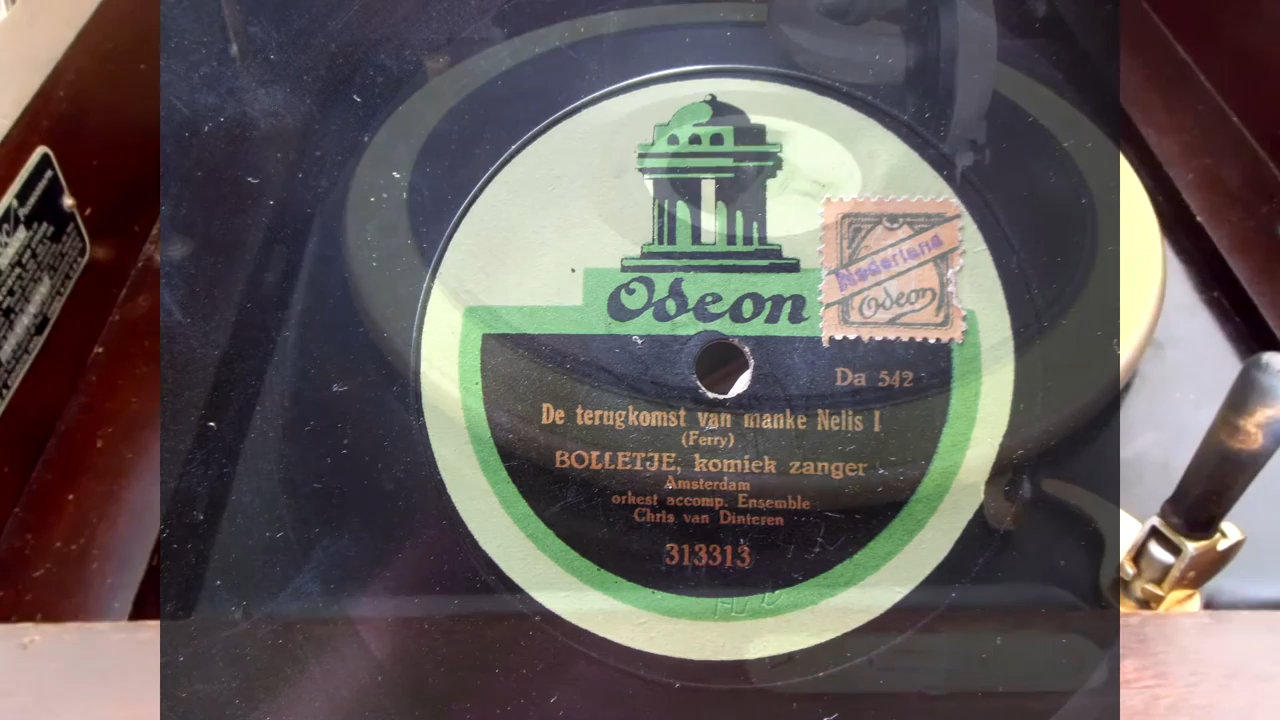 Odeon
Nederland
Odeon
Da 542
De terugkomst van manke Nelis I
(Ferry)
BOLLETJE, komiek zanger
Amsterdam
orkest accomp. Ensemble
Chris van Dinteren
313313